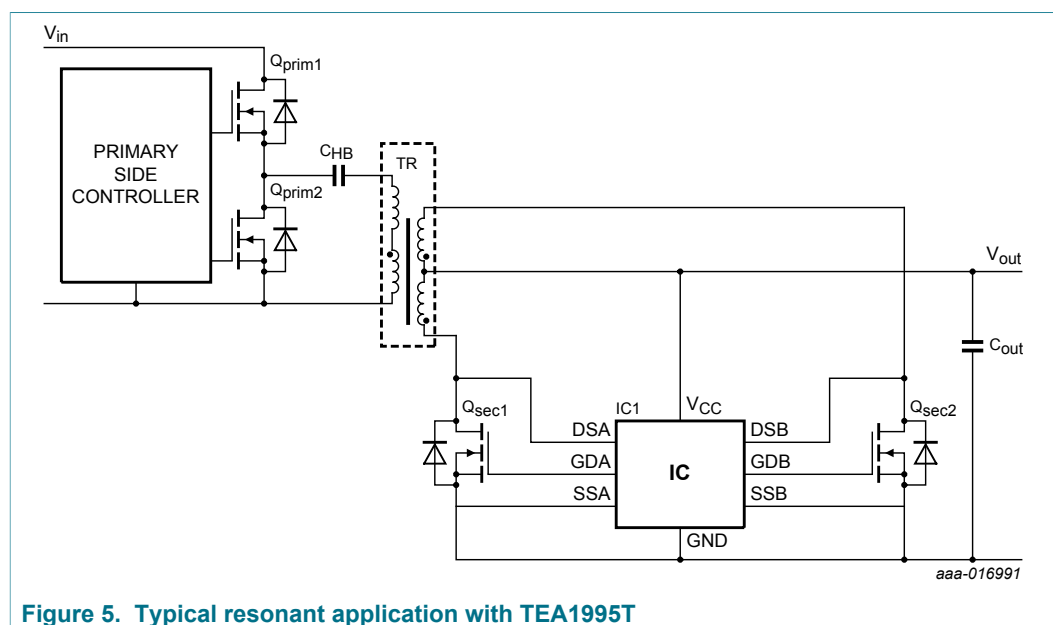 Vin
Qprim1
PRIMARY
SIDE
CONTROLLER
CHB
TR
Qprim2
Vout
Cout
Qsec1
IC1
VCC
Qsec2
DSA
DSB
GDA
IC
GDB
SSA
SSB
GND
aaa-016991
Figure 5. Typical resonant application with TEA1995T